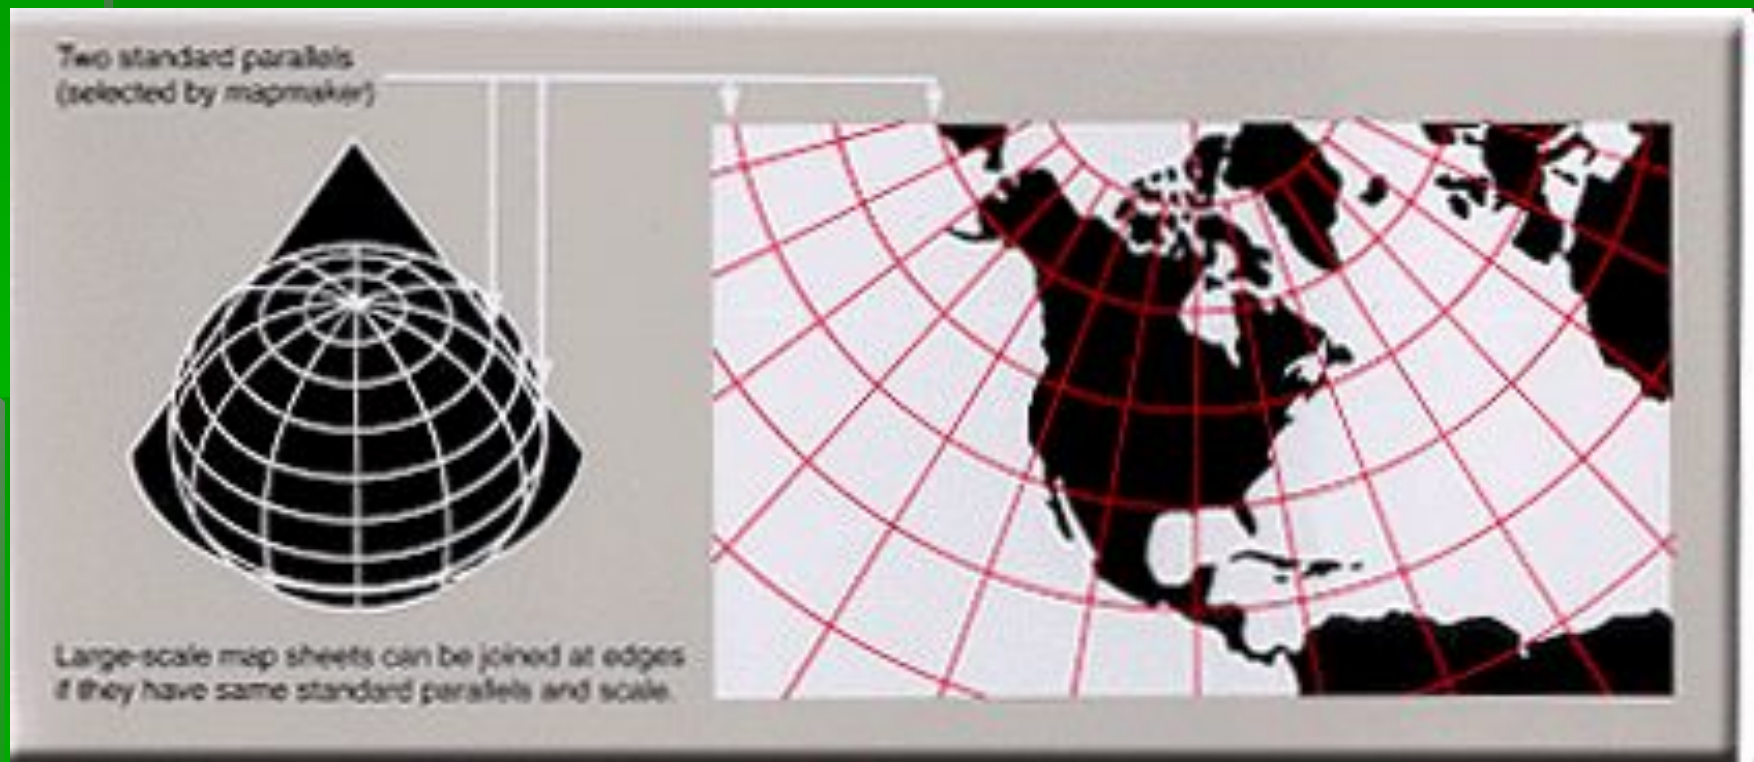 Two standard parallels
(selected by mapmaker)
Large-scale map sheets can be joined at edges
if they have same standard parallels and scale.